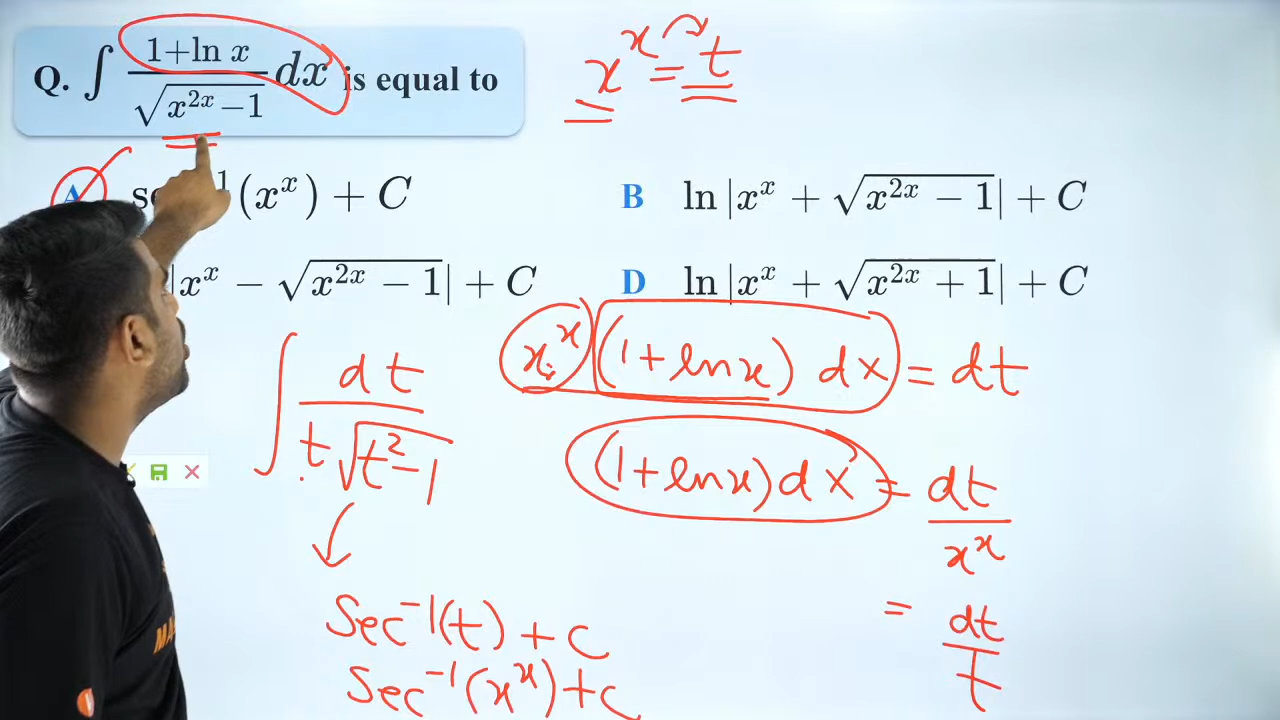 Q. ∫ (1+ln x)/√(x^{2x} −1) dx is equal to
x^x = t
(x^x) + C
B ln |x^x + √(x^{2x} − 1)| + C
|x^x − √(x^{2x} − 1)| + C
D ln |x^x + √(x^{2x} + 1)| + C
∫ dt/(t√(t²−1))
x^x (1+lnx) dx = dt
(1+lnx)dx = dt/x^x
= dt/t
Sec⁻¹(t) + C
Sec⁻¹(x^x) + C